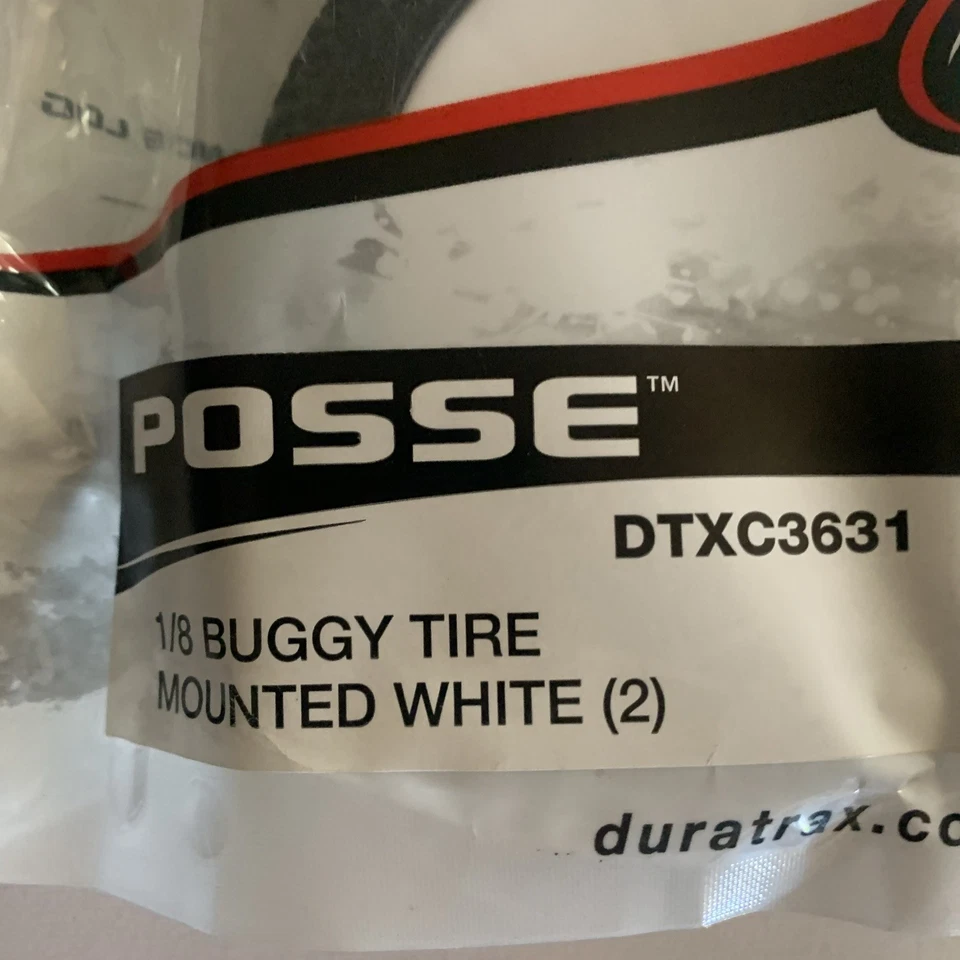 POSSE™
DTXC3631
1/8 BUGGY TIRE
MOUNTED WHITE (2)
duratrax.co